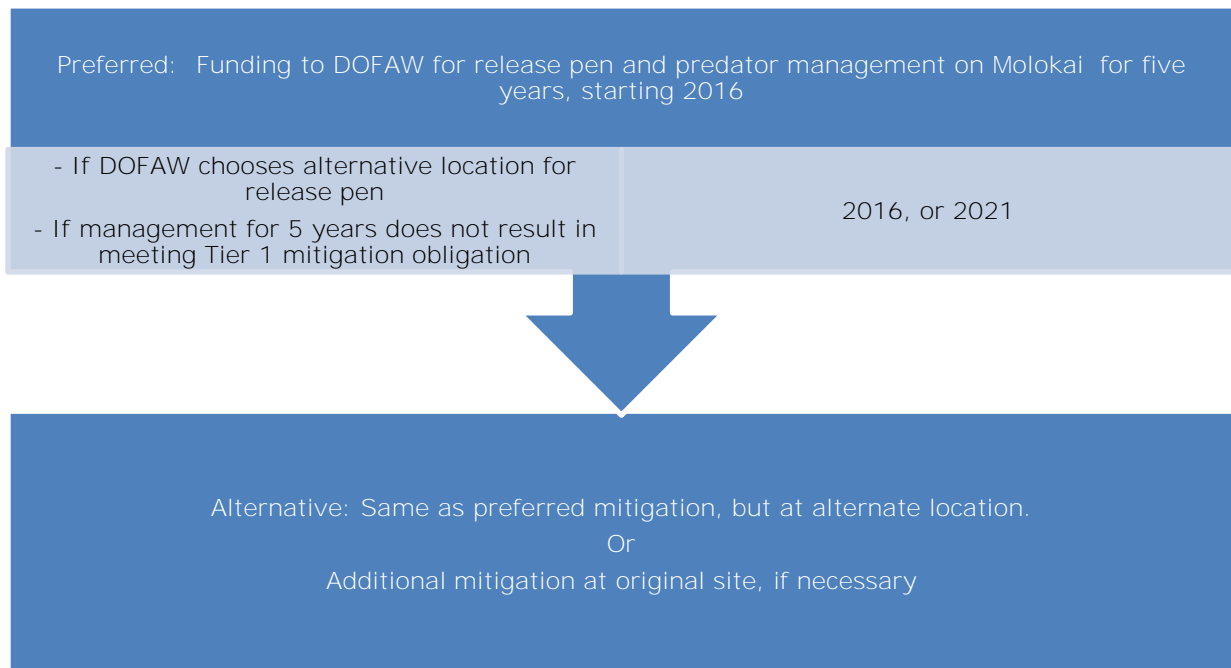 Preferred: Funding to DOFAW for release pen and predator management on Molokai for five
years, starting 2016
- If DOFAW chooses alternative location for
release pen
- If management for 5 years does not result in
meeting Tier 1 mitigation obligation
2016, or 2021
Alternative: Same as preferred mitigation, but at alternate location.
Or
Additional mitigation at original site, if necessary